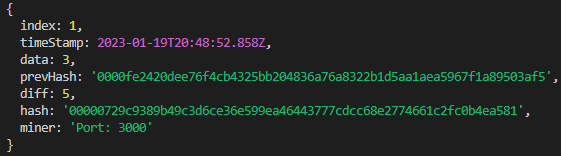 {
  index: 1,
  timeStamp: 2023-01-19T20:48:52.858Z,
  data: 3,
  prevHash: '0000fe2420dee76f4cb4325bb204836a76a8322b1d5aa1aea5967f1a89503af5',
  diff: 5,
  hash: '00000729c9389b49c3d6ce36e599ea46443777cdcc68e2774661c2fc0b4ea581',
  miner: 'Port: 3000'
}